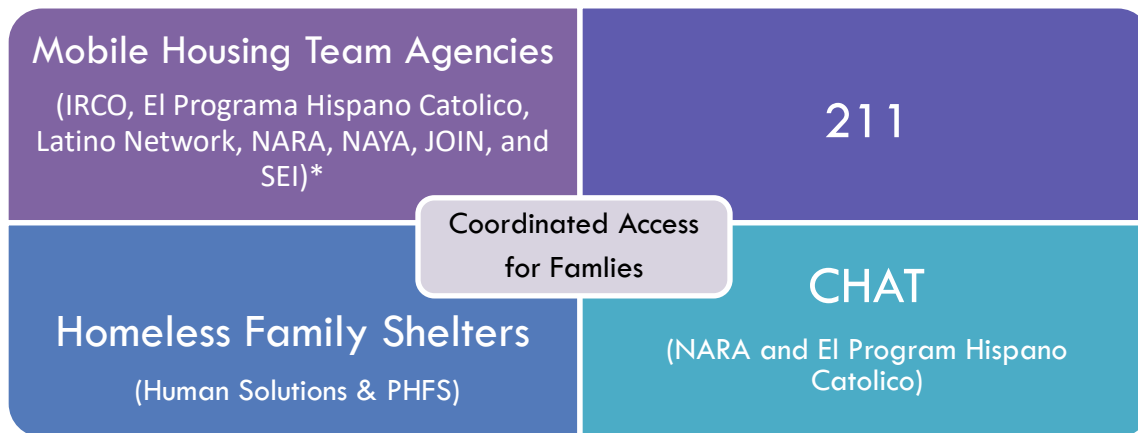 Mobile Housing Team Agencies
(IRCO, El Programa Hispano Catolico,
Latino Network, NARA, NAYA, JOIN, and
SEI)*
211
Coordinated Access
for Famlies
Homeless Family Shelters
(Human Solutions & PHFS)
CHAT
(NARA and El Program Hispano
Catolico)